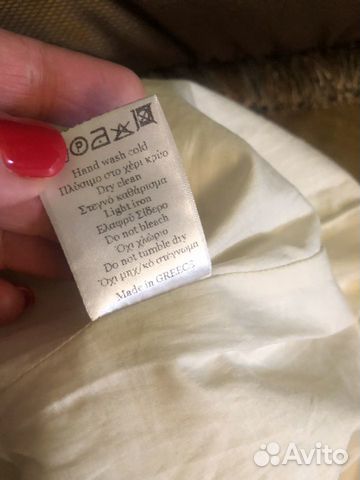 P
Hand wash cold
Πλύσιμο στο χέρι κρύο
Dry clean
Στεγνό καθάρισμα
Light iron
Ελαφρύ Σίδερο
Do not bleach
Όχι χλώριο
Do not tumble dry
Όχι μηχ/κό στέγνωμα
Made in GREECE
Avito